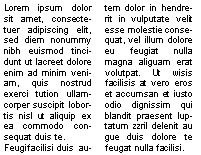 Lorem ipsum dolor
sit amet, consecte-
tuer adipiscing elit,
sed diem nonummy
nibh euismod tinci-
dunt ut lacreet dolore
enim ad minim veni-
am, quis nostrud
exerci tution ullam-
corper suscipit lobor-
tis nisl ut aliquip ex
ea commodo con-
sequat duis te.
Feugifacilisi duis au-
tem dolor in hendre-
rit in vulputate velit
esse molestie conse-
quat, vel illum dolore
eu feugiat nulla
magna aliguam erat
volutpat. Ut wisis
facilisis at vero eros
et accumsan et iusto
odio dignissim qui
blandit praesent lup-
tatum zzril delenit au
gue duis dolore te
feugat nulla facilisi.